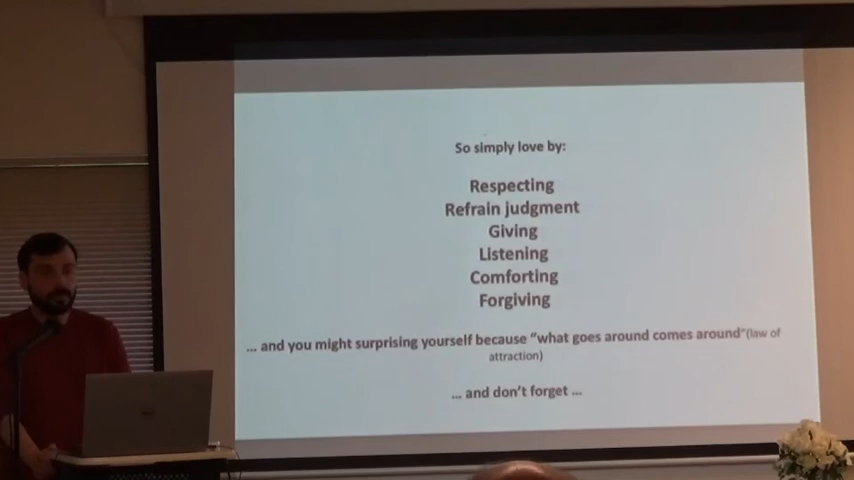 So simply love by:
Respecting
Refrain judgment
Giving
Listening
Comforting
Forgiving
... and you might surprising yourself because "what goes around comes around"(law of
attraction)
... and don't forget ...